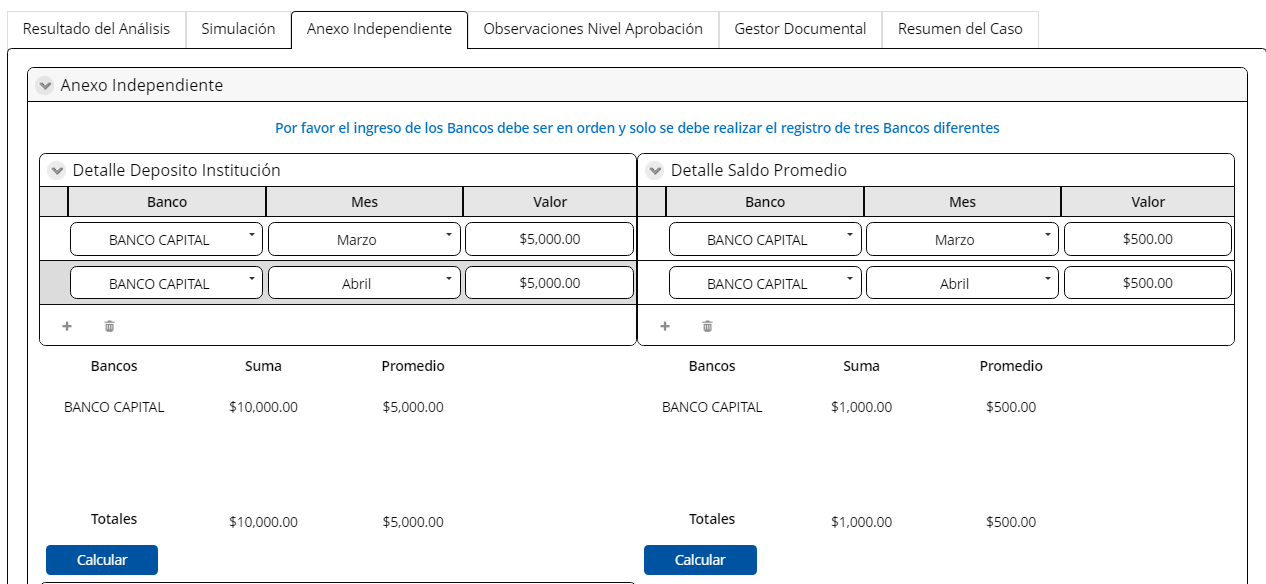 Resultado del Análisis Simulación Anexo Independiente Observaciones Nivel Aprobación Gestor Documental Resumen del Caso
Anexo Independiente
Por favor el ingreso de los Bancos debe ser en orden y solo se debe realizar el registro de tres Bancos diferentes
Detalle Deposito Institución
Banco Mes Valor
BANCO CAPITAL Marzo $5,000.00
BANCO CAPITAL Abril $5,000.00
Bancos Suma Promedio
BANCO CAPITAL $10,000.00 $5,000.00
Totales $10,000.00 $5,000.00
Calcular
Detalle Saldo Promedio
Banco Mes Valor
BANCO CAPITAL Marzo $500.00
BANCO CAPITAL Abril $500.00
Bancos Suma Promedio
BANCO CAPITAL $1,000.00 $500.00
Totales $1,000.00 $500.00
Calcular